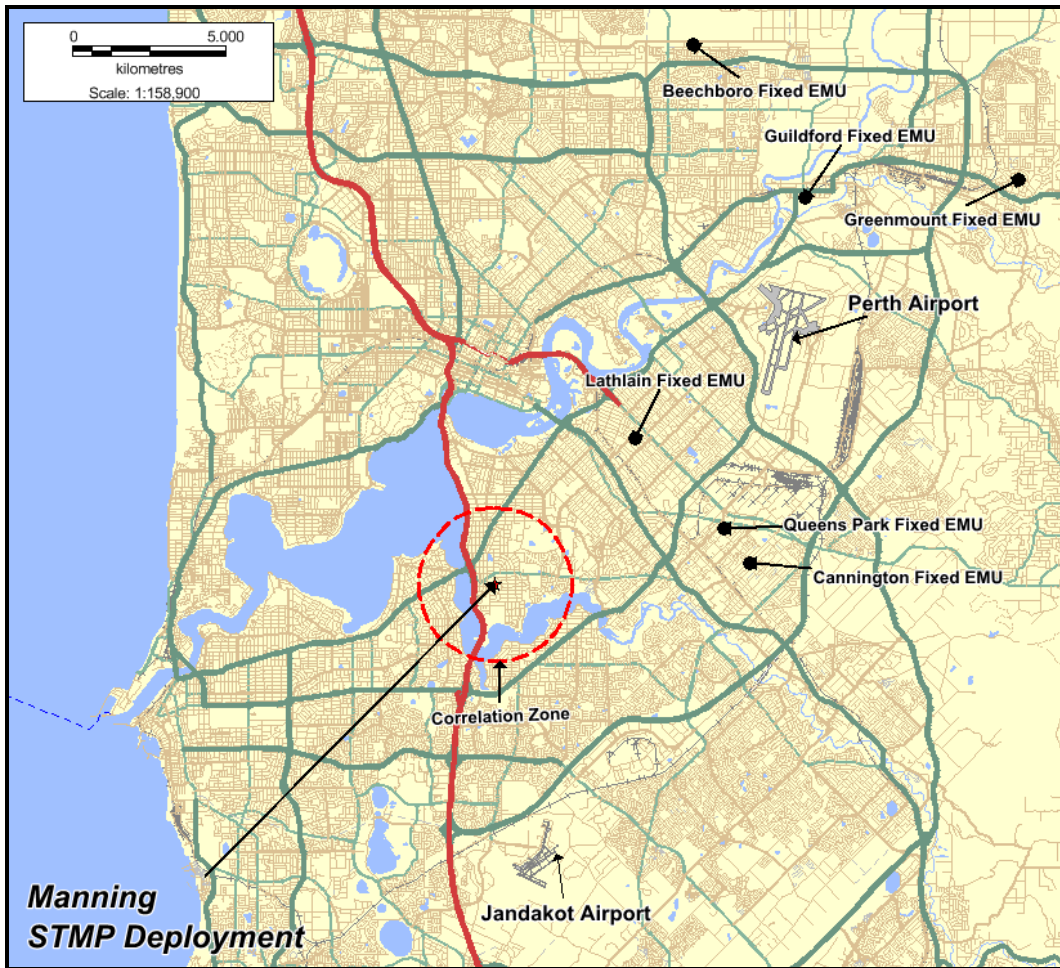 0 5.000
kilometres
Scale: 1:158,900
Beechboro Fixed EMU
Guildford Fixed EMU
Greenmount Fixed EMU
Perth Airport
Lathlain Fixed EMU
Queens Park Fixed EMU
Cannington Fixed EMU
Correlation Zone
Manning
STMP Deployment
Jandakot Airport